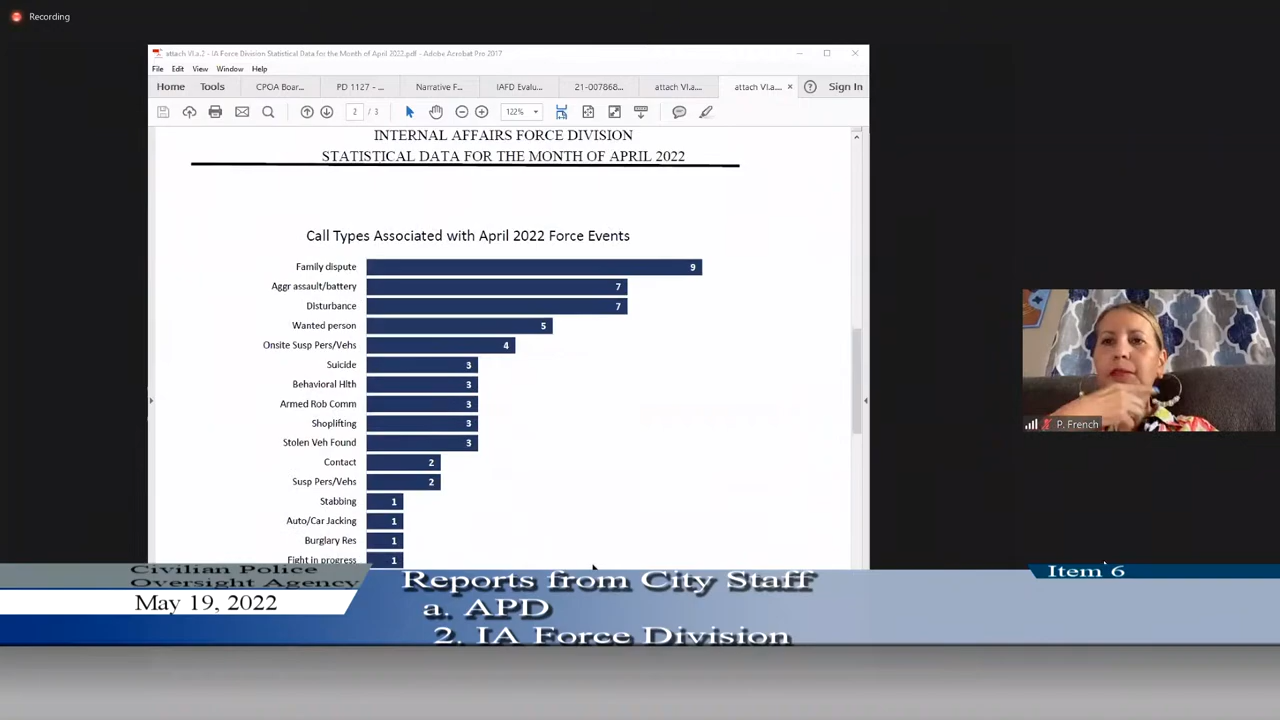 Recording
attach VI.a.2 - IA Force Division Statistical Data for the Month of April 2022.pdf - Adobe Acrobat Pro 2017
File Edit View Window Help
Home Tools CPOA Boar... PD 1127 - ... Narrative F... IAFD Evalu... 21-007868... attach VI.a... attach VI.a... × ? Sign In
2 / 3 122%
INTERNAL AFFAIRS FORCE DIVISION
STATISTICAL DATA FOR THE MONTH OF APRIL 2022
Call Types Associated with April 2022 Force Events
Family dispute 9
Aggr assault/battery 7
Disturbance 7
Wanted person 5
Onsite Susp Pers/Vehs 4
Suicide 3
Behavioral Hlth 3
Armed Rob Comm 3
Shoplifting 3
Stolen Veh Found 3
Contact 2
Susp Pers/Vehs 2
Stabbing 1
Auto/Car Jacking 1
Burglary Res 1
Fight in progress 1
P. French
Civilian Police
Oversight Agency
May 19, 2022
Reports from City Staff
a. APD
2. IA Force Division
Item 6